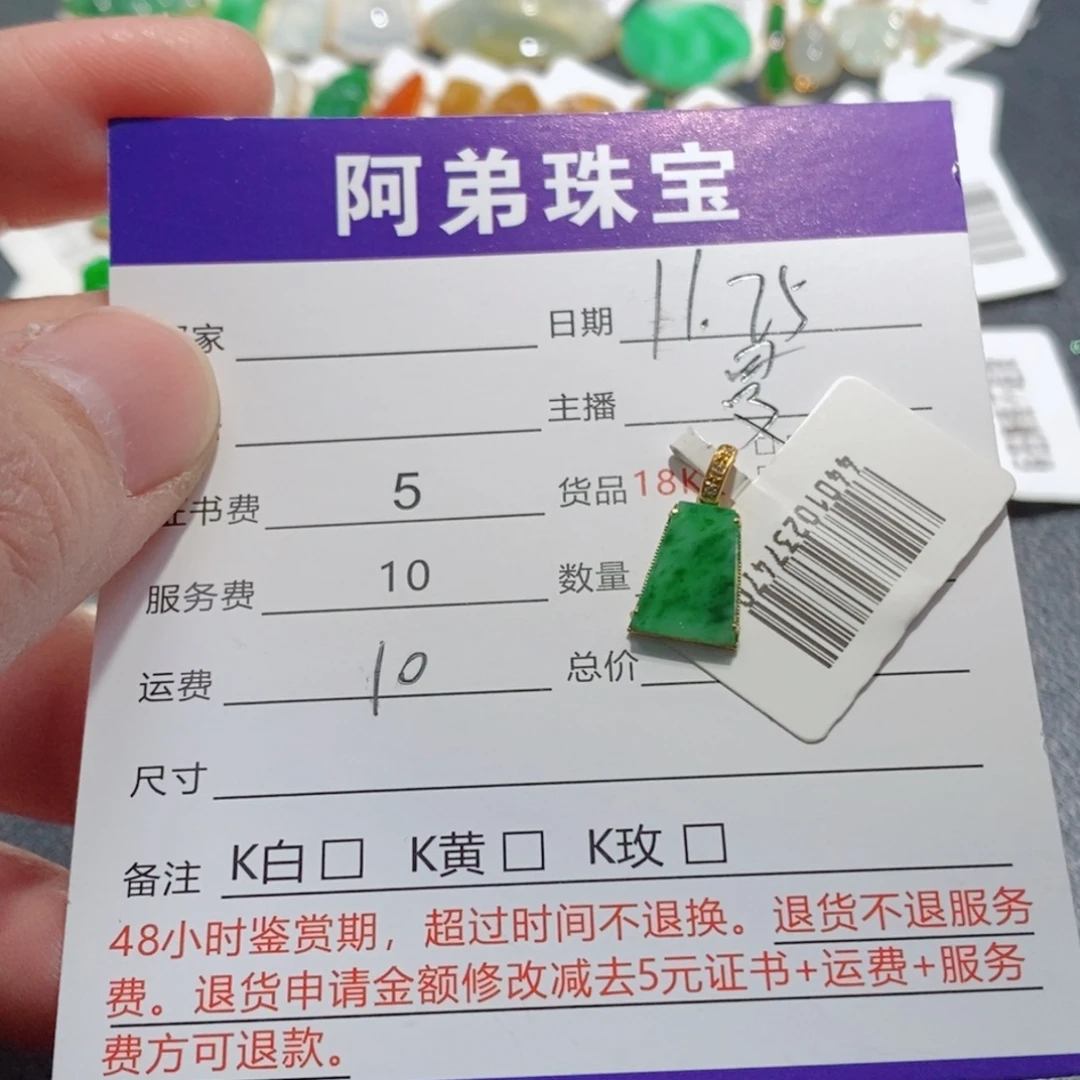 阿弟珠宝
家 日期 11.25
主播
证书费 5 货品 18K
服务费 10 数量
运费 10 总价
尺寸
备注 K白 □ K黄 □ K玫 □
48小时鉴赏期，超过时间不退换。退货不退服务
费。退货申请金额修改减去5元证书+运费+服务
费方可退款。